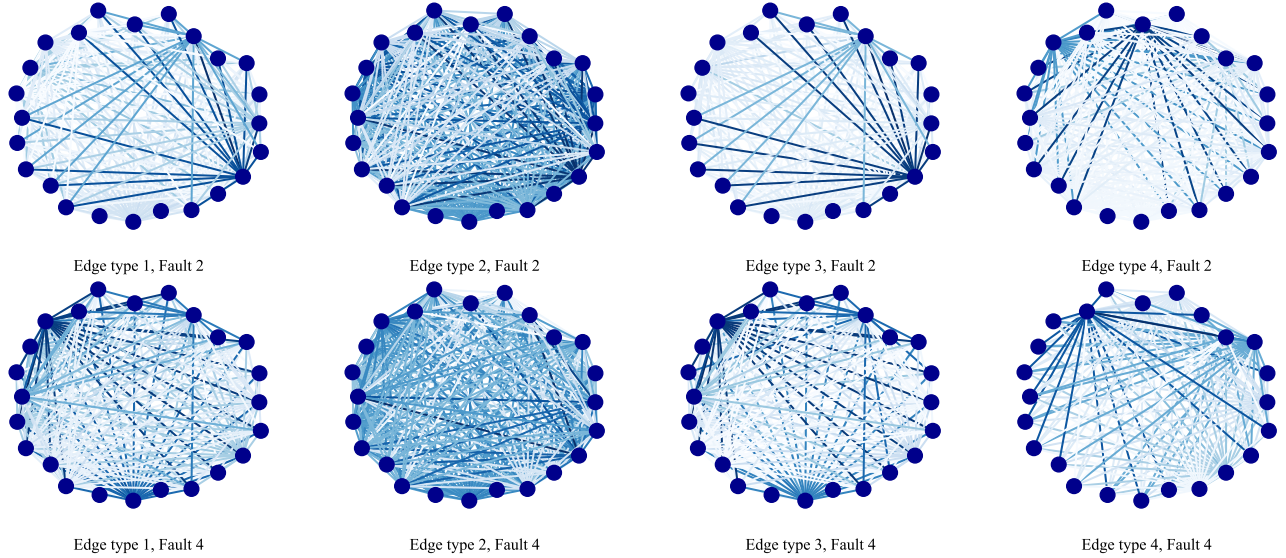 Edge type 1, Fault 2
Edge type 2, Fault 2
Edge type 3, Fault 2
Edge type 4, Fault 2
Edge type 1, Fault 4
Edge type 2, Fault 4
Edge type 3, Fault 4
Edge type 4, Fault 4